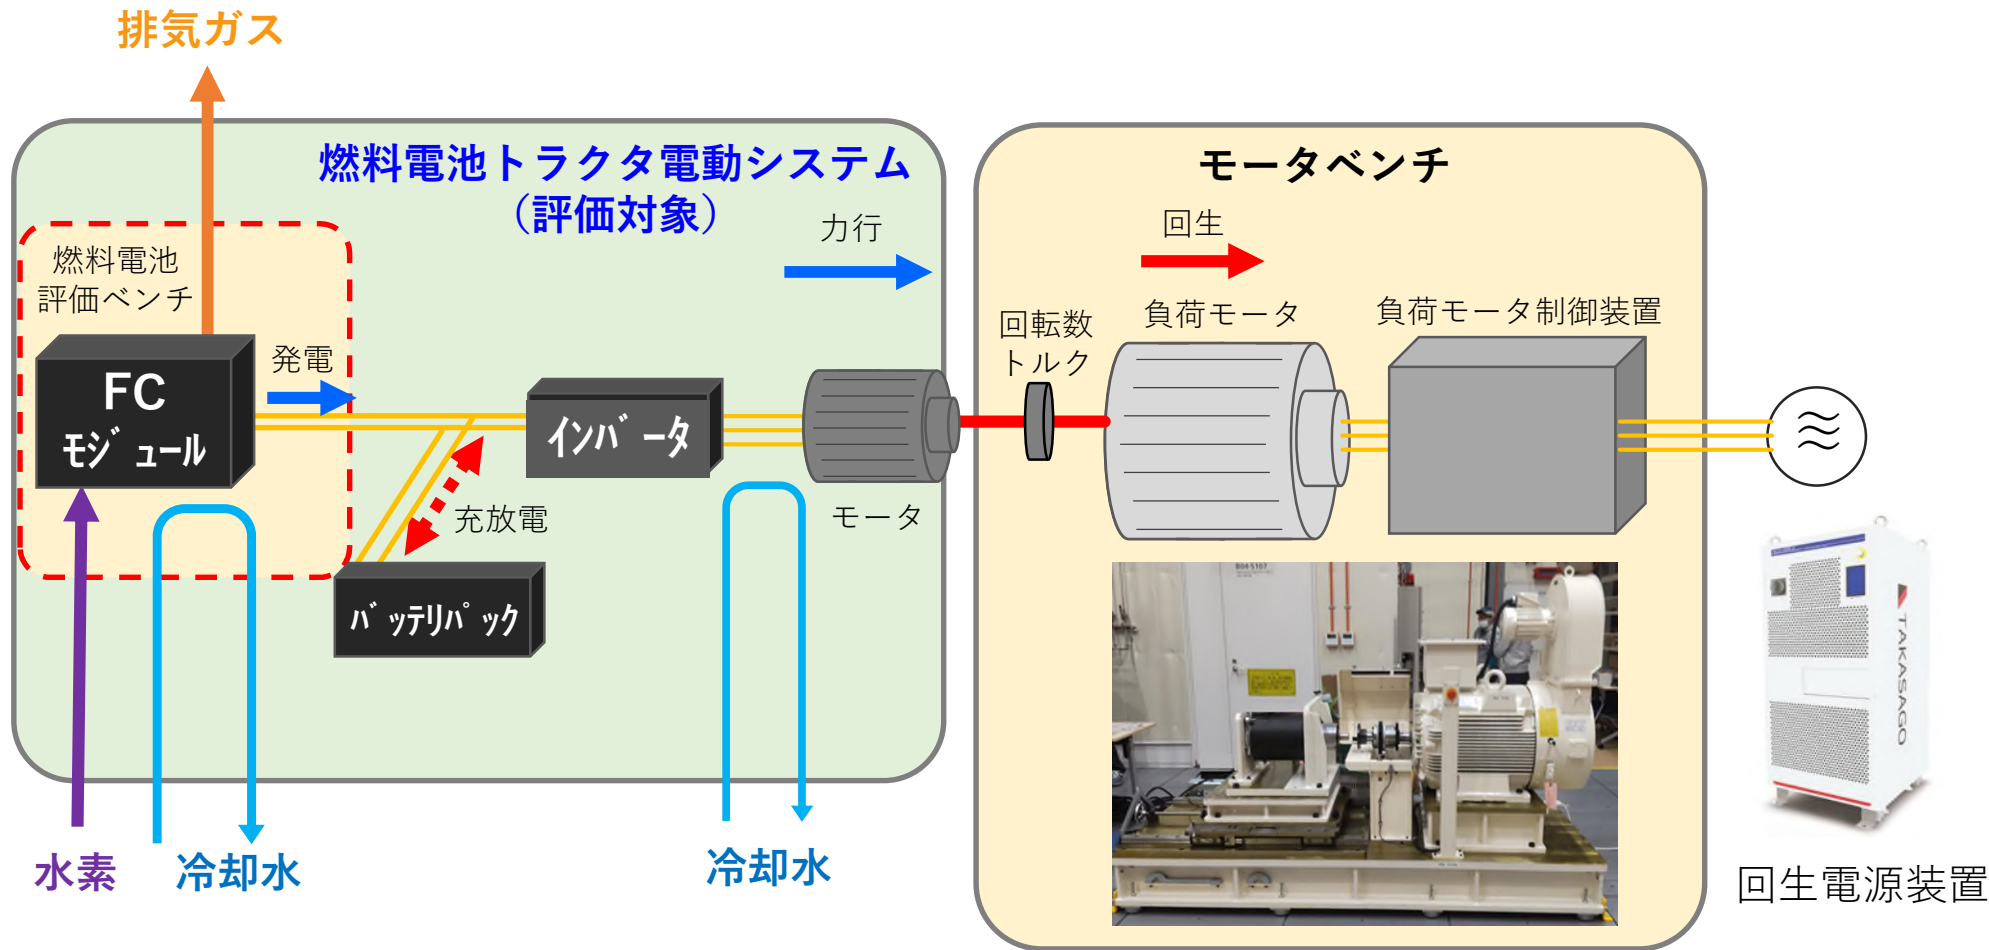 排気ガス
燃料電池トラクタ電動システム
（評価対象）
力行
燃料電池
評価ベンチ
発電
FC
モジュール
インバータ
モータ
充放電
バッテリパック
水素
冷却水
冷却水
モータベンチ
回生
回転数
トルク
負荷モータ
負荷モータ制御装置
TAKASAGO
回生電源装置